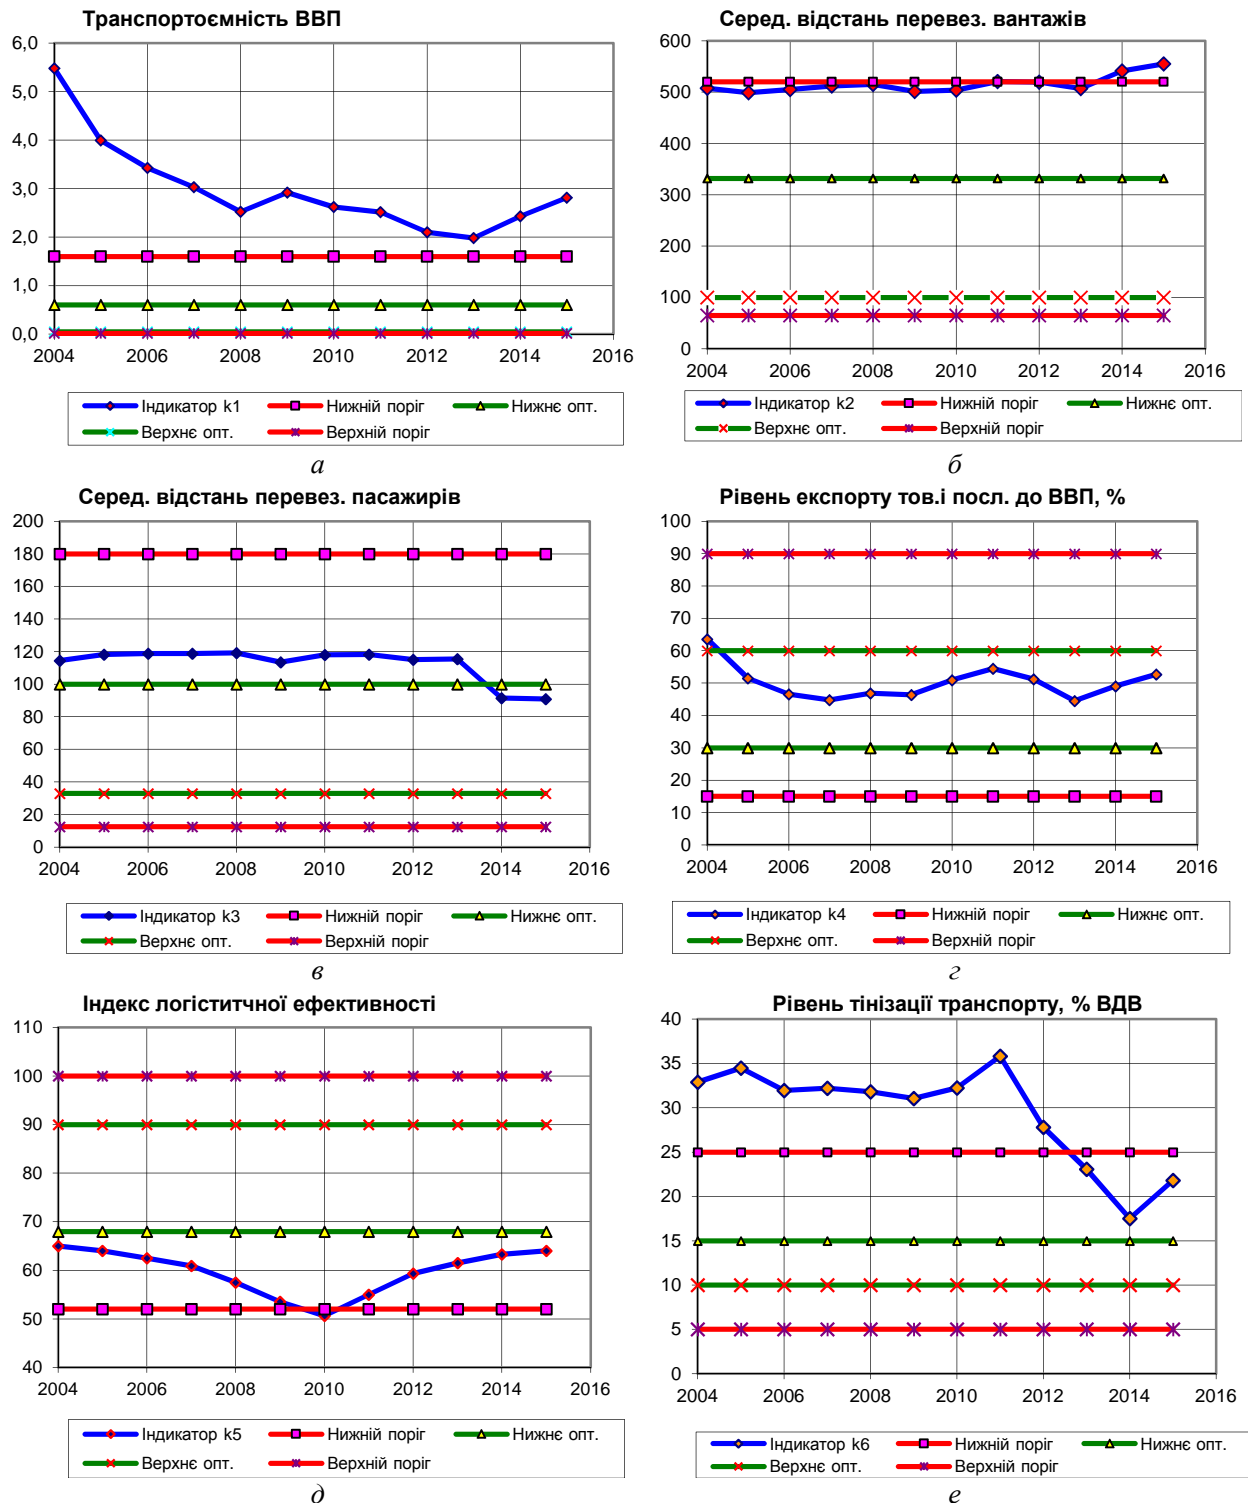 Транспортоємність ВВП
6,0
5,0
4,0
3,0
2,0
1,0
0,0
2004 2006 2008 2010 2012 2014 2016
Індикатор k1 Нижній поріг Нижнє опт.
Верхнє опт. Верхній поріг
а
Серед. відстань перевез. вантажів
600
500
400
300
200
100
0
2004 2006 2008 2010 2012 2014 2016
Індикатор k2 Нижній поріг Нижнє опт.
Верхнє опт. Верхній поріг
б
Серед. відстань перевез. пасажирів
200
180
160
140
120
100
80
60
40
20
0
2004 2006 2008 2010 2012 2014 2016
Індикатор k3 Нижній поріг Нижнє опт.
Верхнє опт. Верхній поріг
в
Рівень експорту тов.і посл. до ВВП, %
100
90
80
70
60
50
40
30
20
10
0
2004 2006 2008 2010 2012 2014 2016
Індикатор k4 Нижній поріг Нижнє опт.
Верхнє опт. Верхній поріг
г
Індекс логіститчної ефективності
110
100
90
80
70
60
50
40
2004 2006 2008 2010 2012 2014 2016
Індикатор k5 Нижній поріг Нижнє опт.
Верхнє опт. Верхній поріг
д
Рівень тінізації транспорту, % ВДВ
40
35
30
25
20
15
10
5
0
2004 2006 2008 2010 2012 2014 2016
Індикатор k6 Нижній поріг Нижнє опт.
Верхнє опт. Верхній поріг
е